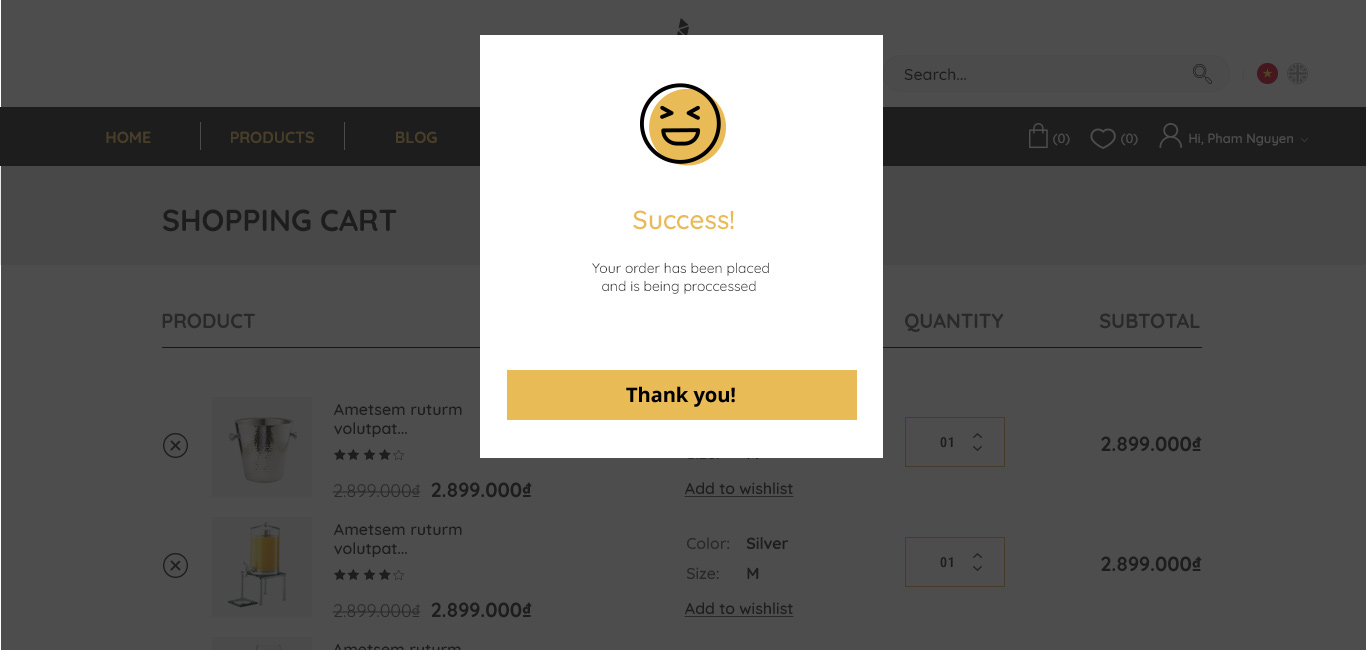 Search...
HOME
PRODUCTS
BLOG
(0)
(0)
Hi, Pham Nguyen
SHOPPING CART
Success!
Your order has been placed
and is being proccessed
Thank you!
PRODUCT
QUANTITY
SUBTOTAL
Ametsem ruturm
volutpat...
2.899.000₫ 2.899.000₫
Add to wishlist
01
2.899.000₫
Ametsem ruturm
volutpat...
2.899.000₫ 2.899.000₫
Color: Silver
Size: M
Add to wishlist
01
2.899.000₫
Ametsem ruturm